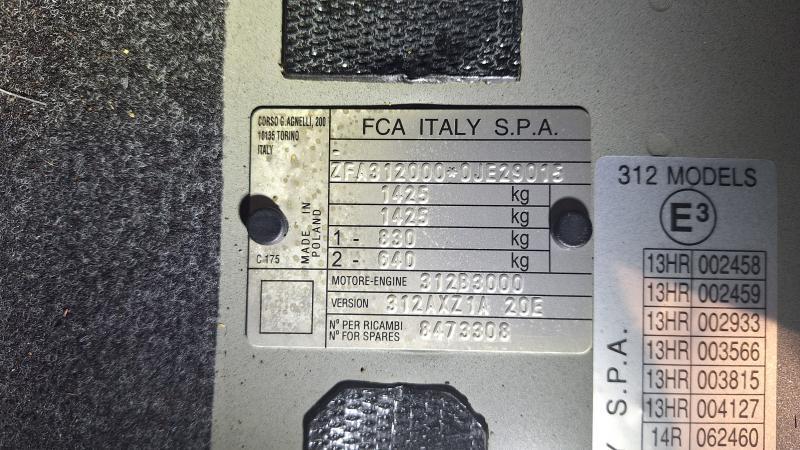 CORSO G. AGNELLI, 200
10135 TORINO
ITALY
FCA ITALY S.P.A.
-
ZFA312000*0JE29015
1425 kg
1425 kg
1 - 830 kg
2 - 640 kg
MADE IN
POLAND
C 175
MOTORE-ENGINE 312B3000
VERSION 312AXZ1A 20E
N° PER RICAMBI
N° FOR SPARES 8473308
312 MODELS
E3
13HR 002458
13HR 002459
13HR 002933
13HR 003566
13HR 003815
13HR 004127
14R 062460
Y S.P.A.